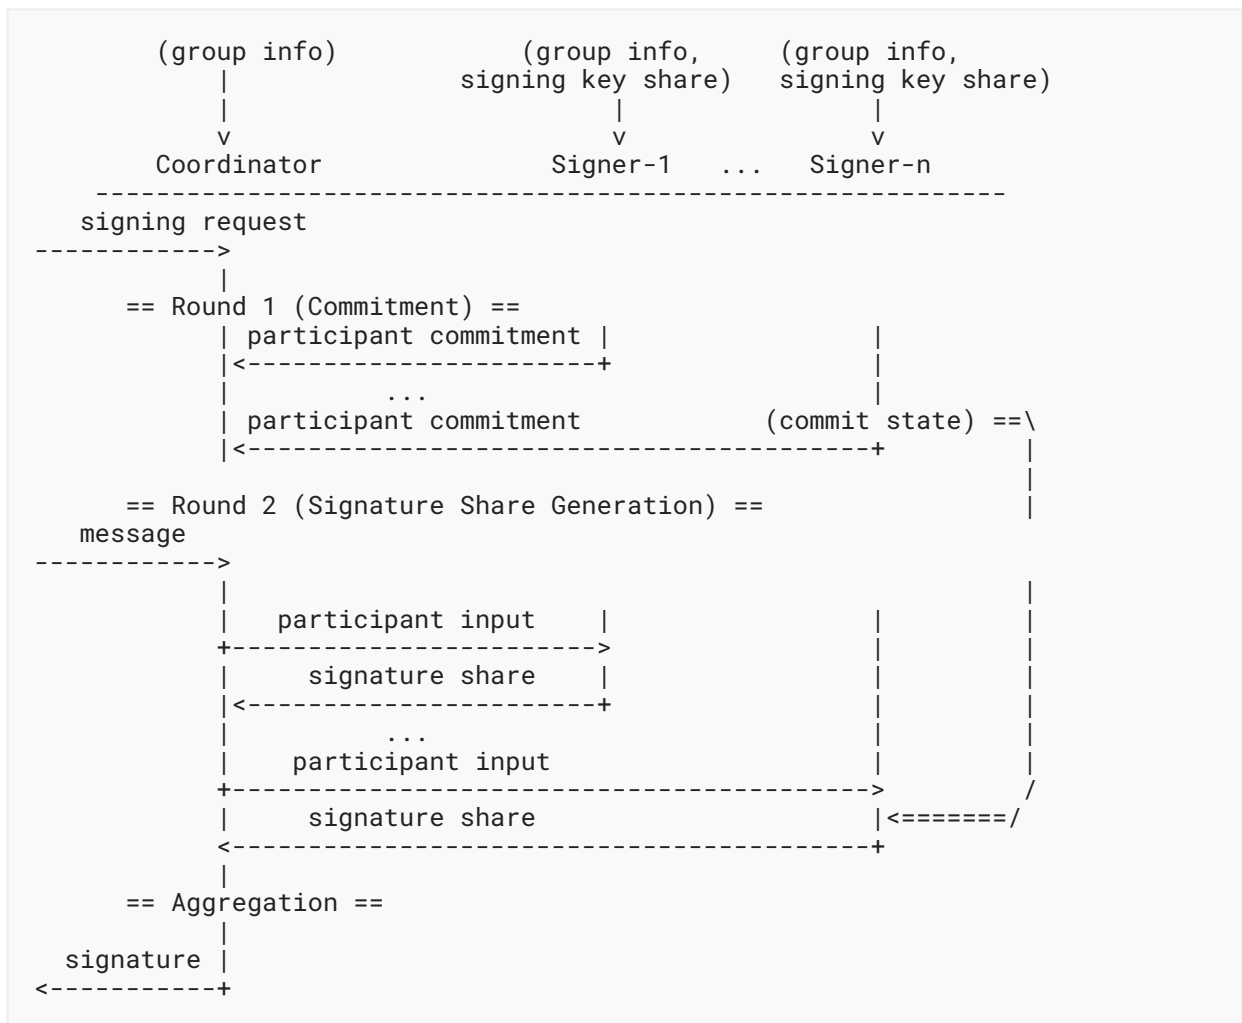 (group info)            (group info,     (group info,
            |               signing key share)   signing key share)
            |                         |                |
            v                         v                v
        Coordinator               Signer-1   ...   Signer-n
    ------------------------------------------------------------
   signing request
------------>
            |
      == Round 1 (Commitment) ==
            | participant commitment |                 |
            |<-----------------------+                 |
            |          ...                             |
            | participant commitment            (commit state) ==\
            |<-----------------------------------------+         |
                                                                 |
      == Round 2 (Signature Share Generation) ==                 |
   message
------------>
            |                                                    |
            |   participant input    |                 |         |
            +------------------------>                 |         |
            |     signature share    |                 |         |
            |<-----------------------+                 |         |
            |          ...                             |         |
            |    participant input                     |         |
            +------------------------------------------>         /
            |     signature share                      |<=======/
            <------------------------------------------+
            |
      == Aggregation ==
            |
  signature |
<-----------+